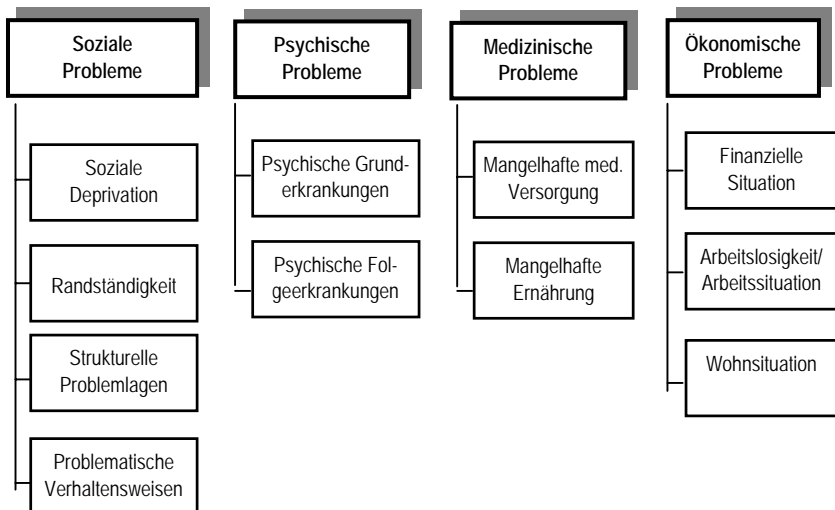 Soziale
Probleme
Soziale
Deprivation
Randständigkeit
Strukturelle
Problemlagen
Problematische
Verhaltensweisen
Psychische
Probleme
Psychische Grund-
erkrankungen
Psychische Fol-
geerkrankungen
Medizinische
Probleme
Mangelhafte med.
Versorgung
Mangelhafte
Ernährung
Ökonomische
Probleme
Finanzielle
Situation
Arbeitslosigkeit/
Arbeitssituation
Wohnsituation